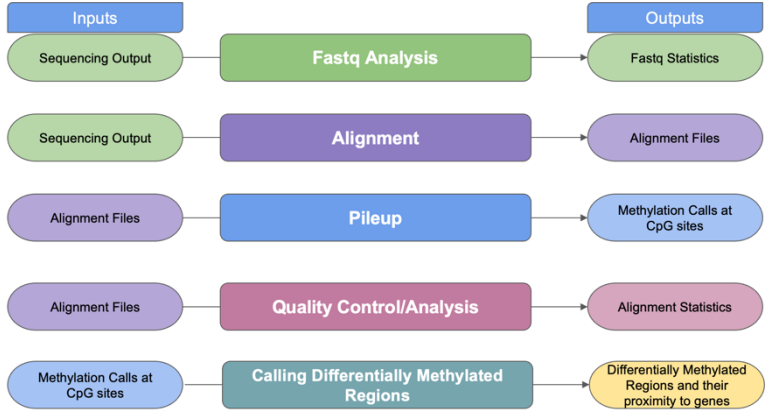 Inputs
Outputs
Sequencing Output
Fastq Analysis
Fastq Statistics
Sequencing Output
Alignment
Alignment Files
Alignment Files
Pileup
Methylation Calls at
CpG sites
Alignment Files
Quality Control/Analysis
Alignment Statistics
Methylation Calls at
CpG sites
Calling Differentially Methylated
Regions
Differentially Methylated
Regions and their
proximity to genes